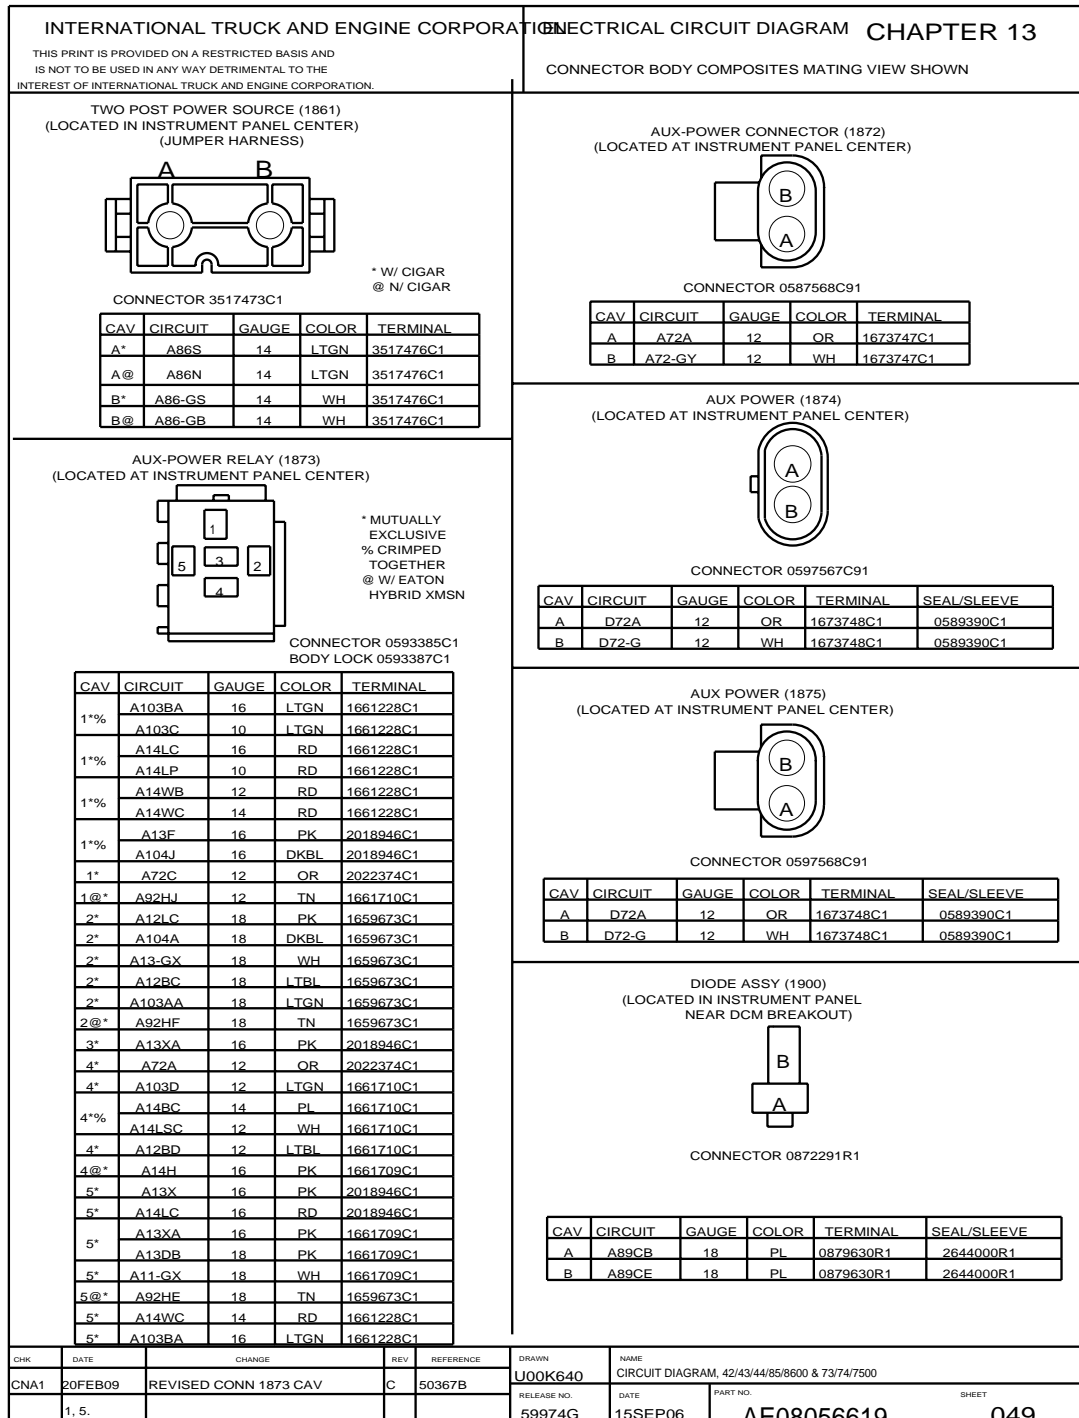 INTERNATIONAL TRUCK AND ENGINE CORPORATION
THIS PRINT IS PROVIDED ON A RESTRICTED BASIS AND
IS NOT TO BE USED IN ANY WAY DETRIMENTAL TO THE
INTEREST OF INTERNATIONAL TRUCK AND ENGINE CORPORATION.
ELECTRICAL CIRCUIT DIAGRAM CHAPTER 13
CONNECTOR BODY COMPOSITES MATING VIEW SHOWN
TWO POST POWER SOURCE (1861)
(LOCATED IN INSTRUMENT PANEL CENTER)
(JUMPER HARNESS)
A B
* W/ CIGAR
@ N/ CIGAR
CONNECTOR 3517473C1
CAV CIRCUIT GAUGE COLOR TERMINAL
A* A86S 14 LTGN 3517476C1
A@ A86N 14 LTGN 3517476C1
B* A86-GS 14 WH 3517476C1
B@ A86-GB 14 WH 3517476C1
AUX-POWER RELAY (1873)
(LOCATED AT INSTRUMENT PANEL CENTER)
1
5 3 2
4
* MUTUALLY
EXCLUSIVE
% CRIMPED
TOGETHER
@ W/ EATON
HYBRID XMSN
CONNECTOR 0593385C1
BODY LOCK 0593387C1
CAV CIRCUIT GAUGE COLOR TERMINAL
1*% A103BA 16 LTGN 1661228C1
A103C 10 LTGN 1661228C1
1*% A14LC 16 RD 1661228C1
A14LP 10 RD 1661228C1
1*% A14WB 12 RD 1661228C1
A14WC 14 RD 1661228C1
1*% A13F 16 PK 2018946C1
A104J 16 DKBL 2018946C1
1* A72C 12 OR 2022374C1
1@* A92HJ 12 TN 1661710C1
2* A12LC 18 PK 1659673C1
2* A104A 18 DKBL 1659673C1
2* A13-GX 18 WH 1659673C1
2* A12BC 18 LTBL 1659673C1
2* A103AA 18 LTGN 1659673C1
2@* A92HF 18 TN 1659673C1
3* A13XA 16 PK 2018946C1
4* A72A 12 OR 2022374C1
4* A103D 12 LTGN 1661710C1
4*% A14BC 14 PL 1661710C1
A14LSC 12 WH 1661710C1
4* A12BD 12 LTBL 1661710C1
4@* A14H 16 PK 1661709C1
5* A13X 16 PK 2018946C1
5* A14LC 16 RD 2018946C1
5* A13XA 16 PK 1661709C1
A13DB 18 PK 1661709C1
5* A11-GX 18 WH 1661709C1
5@* A92HE 18 TN 1659673C1
5* A14WC 14 RD 1661228C1
5* A103BA 16 LTGN 1661228C1
AUX-POWER CONNECTOR (1872)
(LOCATED AT INSTRUMENT PANEL CENTER)
B
A
CONNECTOR 0587568C91
CAV CIRCUIT GAUGE COLOR TERMINAL
A A72A 12 OR 1673747C1
B A72-GY 12 WH 1673747C1
AUX POWER (1874)
(LOCATED AT INSTRUMENT PANEL CENTER)
A
B
CONNECTOR 0597567C91
CAV CIRCUIT GAUGE COLOR TERMINAL SEAL/SLEEVE
A D72A 12 OR 1673748C1 0589390C1
B D72-G 12 WH 1673748C1 0589390C1
AUX POWER (1875)
(LOCATED AT INSTRUMENT PANEL CENTER)
B
A
CONNECTOR 0597568C91
CAV CIRCUIT GAUGE COLOR TERMINAL SEAL/SLEEVE
A D72A 12 OR 1673748C1 0589390C1
B D72-G 12 WH 1673748C1 0589390C1
DIODE ASSY (1900)
(LOCATED IN INSTRUMENT PANEL
NEAR DCM BREAKOUT)
B
A
CONNECTOR 0872291R1
CAV CIRCUIT GAUGE COLOR TERMINAL SEAL/SLEEVE
A A89CB 18 PL 0879630R1 2644000R1
B A89CE 18 PL 0879630R1 2644000R1
CHK DATE CHANGE REV REFERENCE
CNA1 20FEB09 REVISED CONN 1873 CAV C 50367B
1, 5.
DRAWN
U00K640
NAME
CIRCUIT DIAGRAM, 42/43/44/85/8600 & 73/74/7500
RELEASE NO. DATE PART NO. SHEET
59974G 15SEP06 AE08056619 049